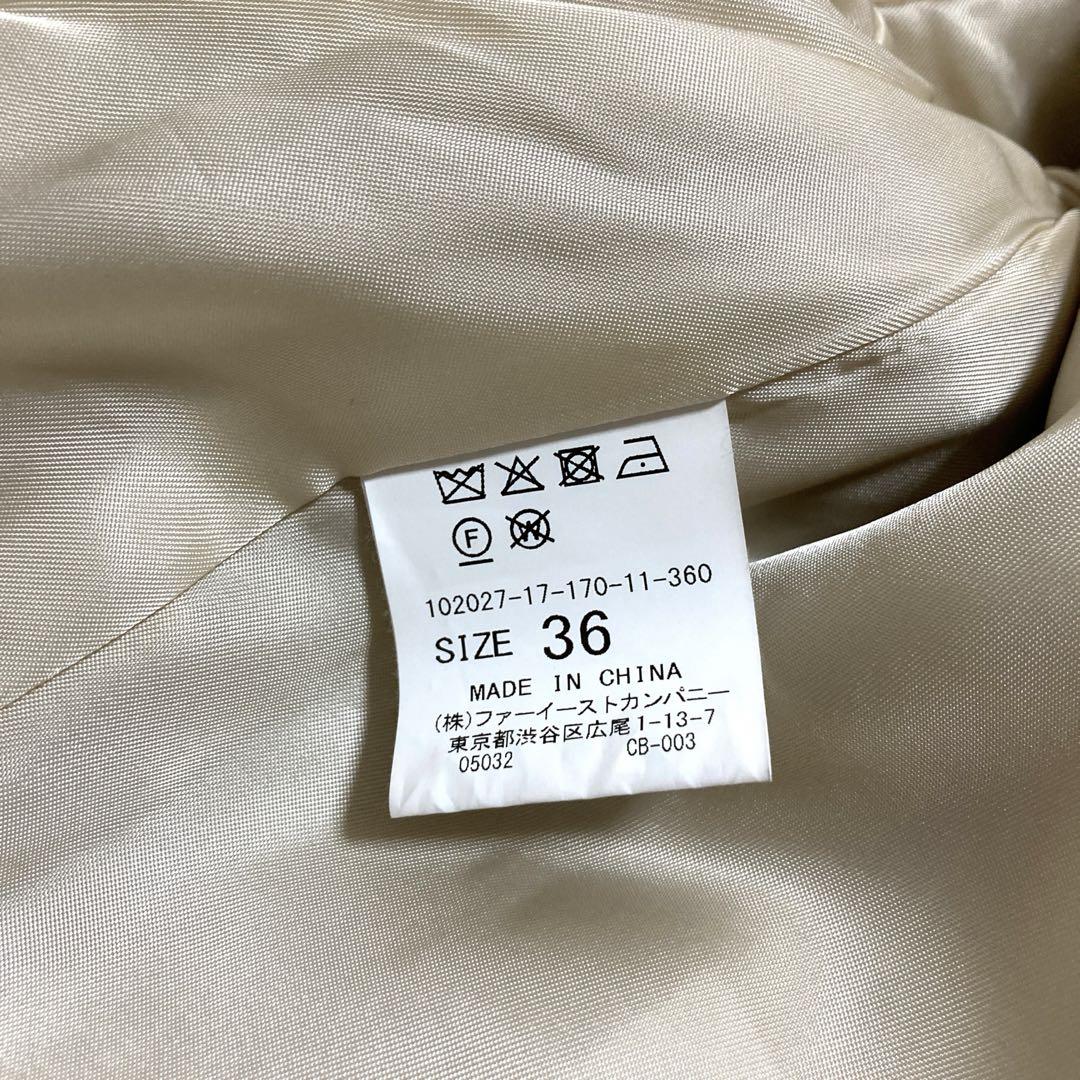 F
W
102027-17-170-11-360
SIZE 36
MADE IN CHINA
(株)ファーイーストカンパニー
東京都渋谷区広尾1-13-7
05032 CB-003